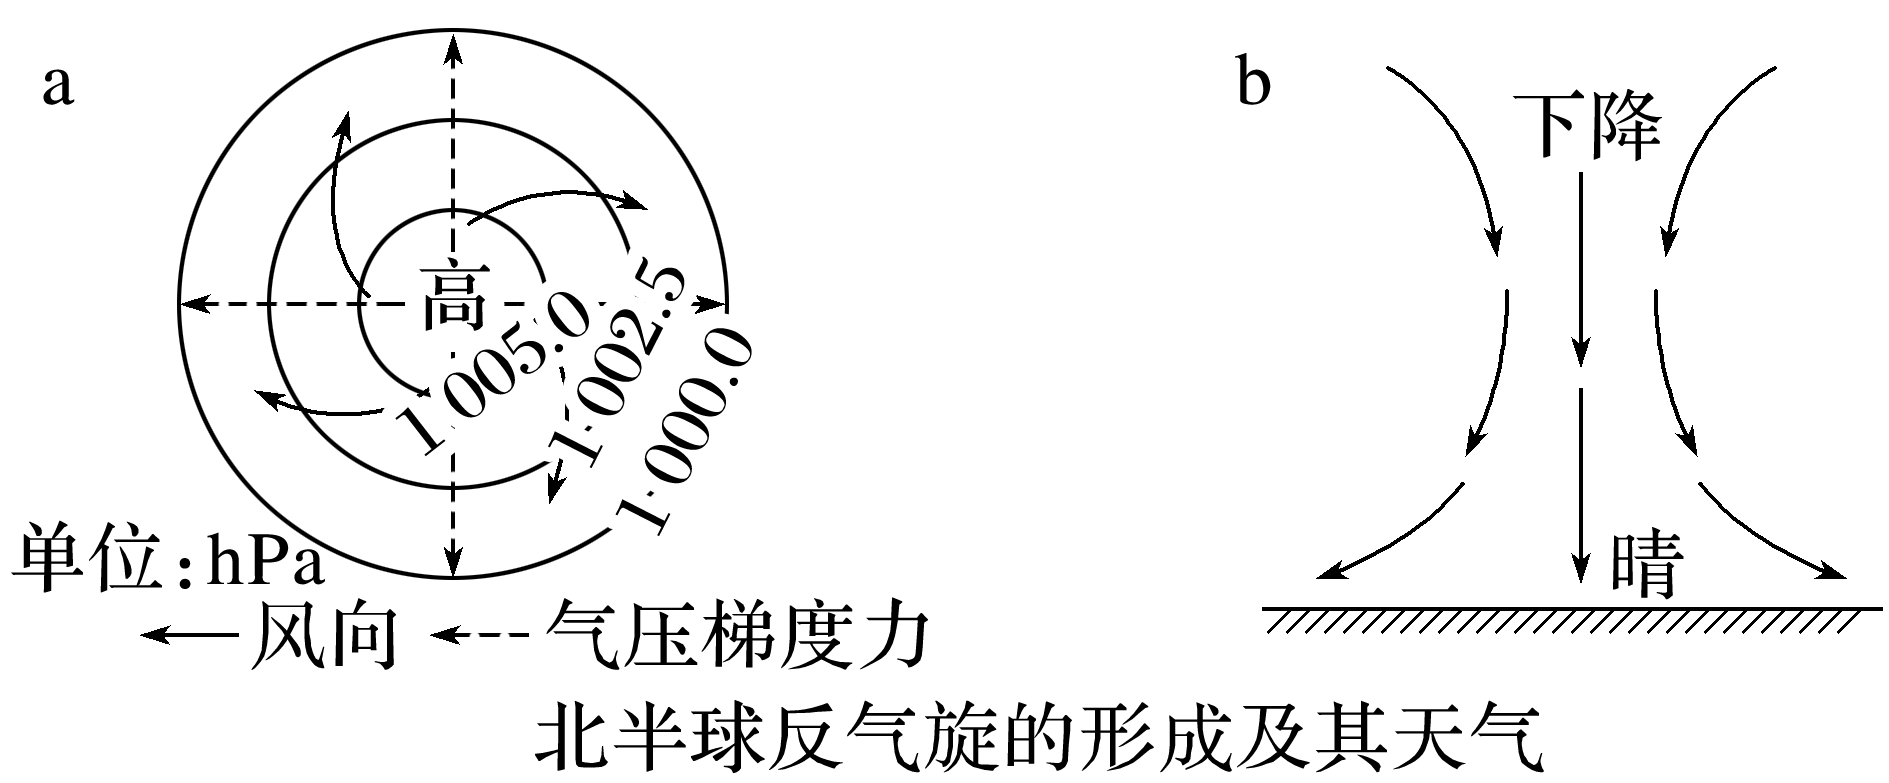 a
高
1 005.0
1 002.5
1 000.0
单位:hPa
风向
气压梯度力
b
下降
晴
北半球反气旋的形成及其天气